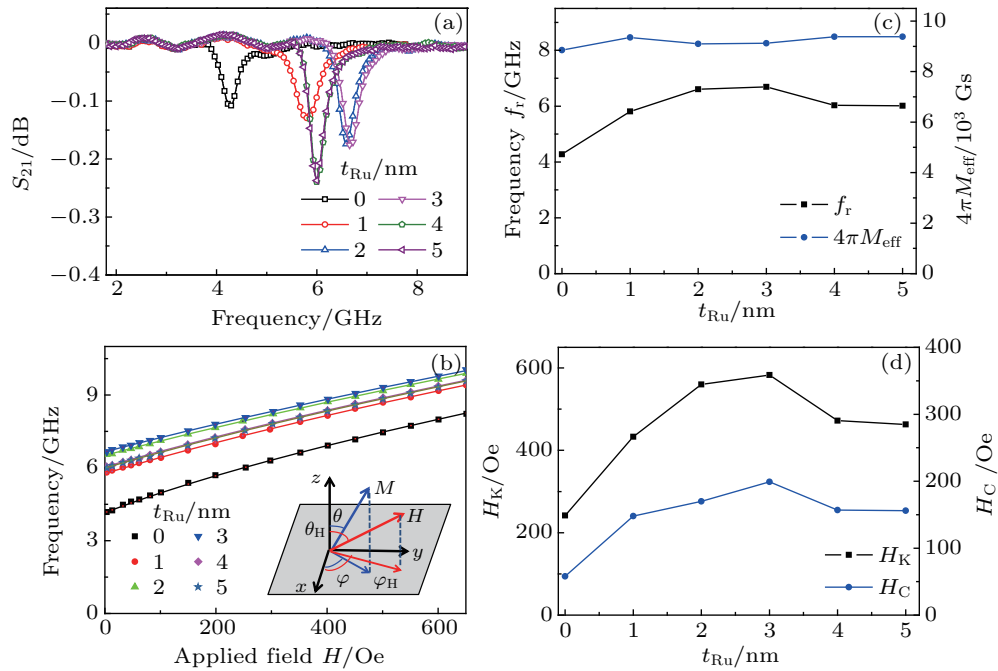 (a)
0
−0.1
−0.2
−0.3
−0.4
S21/dB
tRu/nm
0 3
1 4
2 5
2 4 6 8
Frequency/GHz
(c)
8
6
4
2
0
Frequency fr/GHz
10
9
8
7
6
5
4
3
2
1
0
4πMeff/10³ Gs
fr
4πMeff
0 1 2 3 4 5
tRu/nm
(b)
9
6
3
0
Frequency/GHz
tRu/nm
0 3
1 4
2 5
z
M
θ
θH
H
y
φ
φH
x
0 200 400 600
Applied field H/Oe
(d)
600
400
200
0
HK/Oe
400
300
200
100
0
HC /Oe
HK
HC
0 1 2 3 4 5
tRu/nm